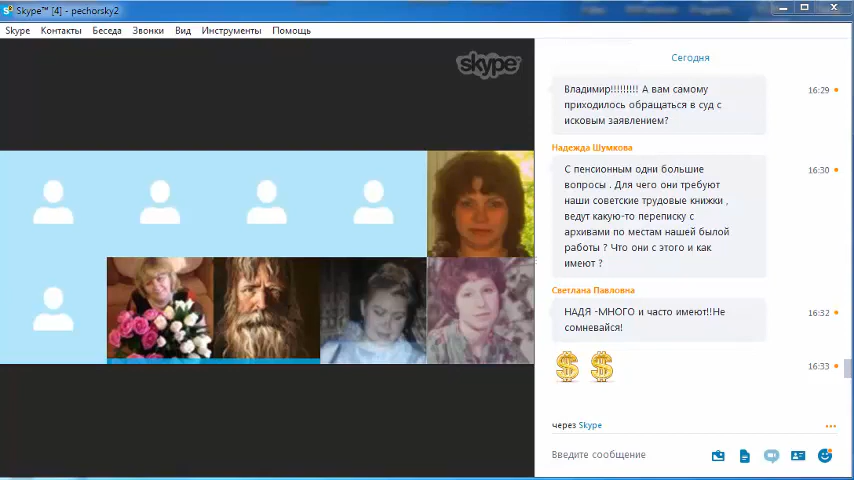 Skype™ [4] - pechorsky2
Skype Контакты Беседа Звонки Вид Инструменты Помощь
skype
Сегодня
Владимир!!!!!!!!! А вам самому
приходилось обращаться в суд с
исковым заявлением?
16:29
Надежда Шумкова
С пенсионным одни большие
вопросы . Для чего они требуют
наши советские трудовые книжки ,
ведут какую-то переписку с
архивами по местам нашей былой
работы ? Что они с этого и как
имеют ?
16:30
Светлана Павловна
НАДЯ -МНОГО и часто имеют!!Не
сомневайся!
16:32
16:33
через Skype
Введите сообщение